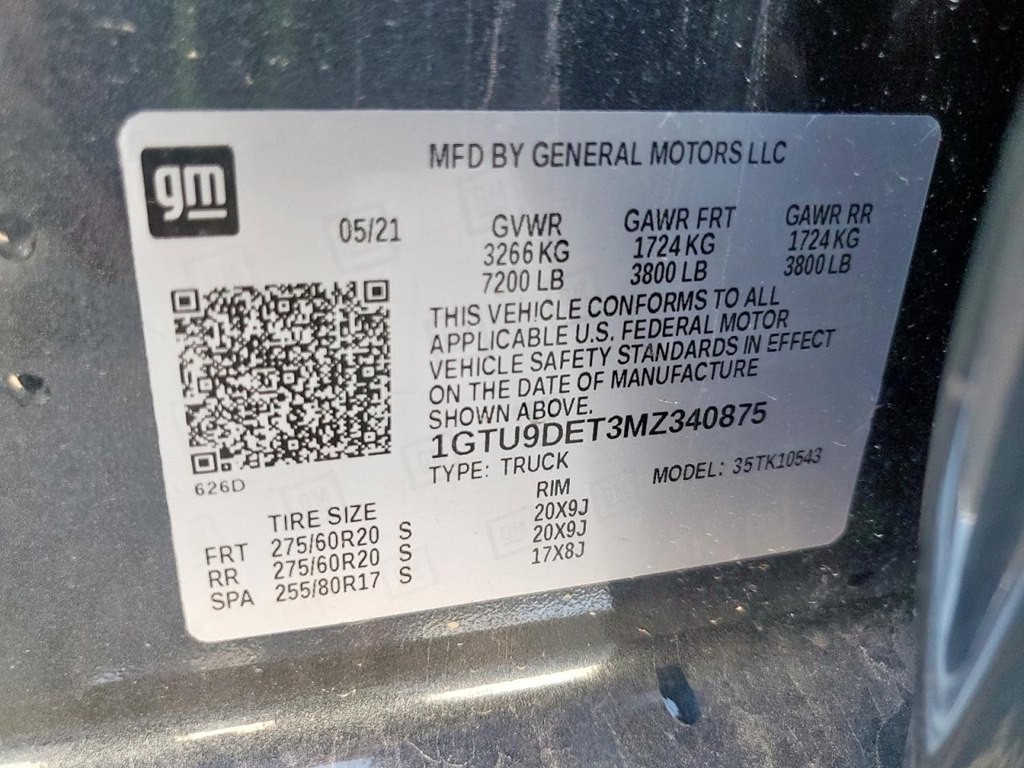 gm
MFD BY GENERAL MOTORS LLC
05/21
GVWR GAWR FRT GAWR RR
3266 KG 1724 KG 1724 KG
7200 LB 3800 LB 3800 LB
THIS VEHICLE CONFORMS TO ALL
APPLICABLE U.S. FEDERAL MOTOR
VEHICLE SAFETY STANDARDS IN EFFECT
ON THE DATE OF MANUFACTURE
SHOWN ABOVE.
1GTU9DET3MZ340875
TYPE: TRUCK MODEL: 35TK10543
626D
TIRE SIZE RIM
FRT 275/60R20 S 20X9J
RR 275/60R20 S 20X9J
SPA 255/80R17 S 17X8J